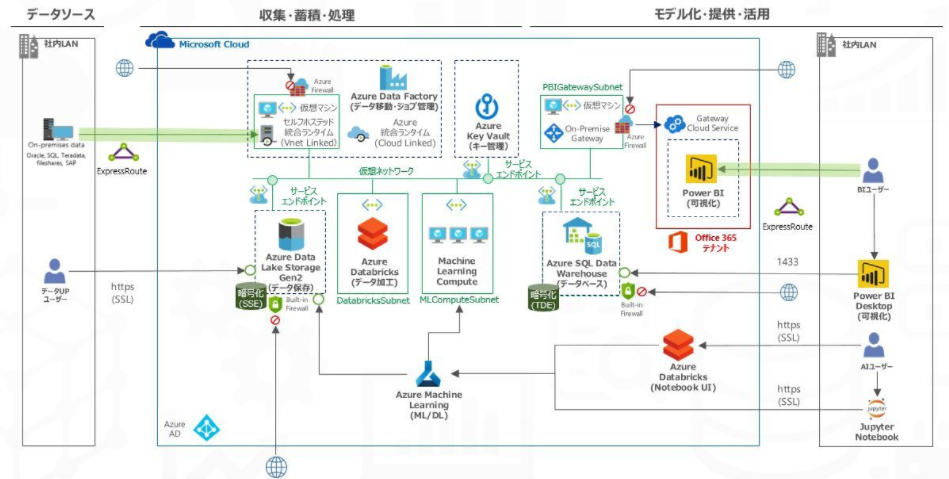 データソース
収集・蓄積・処理
モデル化・提供・活用
社内LAN
Microsoft Cloud
社内LAN
Azure
Firewall
Azure Data Factory
(データ移動・ジョブ管理)
仮想マシン
セルフホステッド
統合ランタイム
(Vnet Linked)
Azure
統合ランタイム
(Cloud Linked)
Azure
Key Vault
(キー管理)
PBIGatewaySubnet
仮想マシン
On-Premise
Gateway
Azure
Firewall
Gateway
Cloud Service
On-premises data
Oracle, SQL, Teradata,
fileshares, SAP
ExpressRoute
Power BI
(可視化)
BIユーザー
ExpressRoute
Office 365
テナント
サービス
エンドポイント
仮想ネットワーク
サービス
エンドポイント
サービス
エンドポイント
Azure Data
Lake Storage
Gen2
(データ保存)
暗号化
(SSE)
Built-in
Firewall
Azure
Databricks
(データ加工)
DatabricksSubnet
Machine
Learning
Compute
MLComputeSubnet
SQL
Azure SQL Data
Warehouse
(データベース)
暗号化
(TDE)
Built-in
Firewall
1433
データUP
ユーザー
https
(SSL)
Power BI
Desktop
(可視化)
https
(SSL)
AIユーザー
Azure
Databricks
(Notebook UI)
https
(SSL)
Azure Machine
Learning
(ML/DL)
jupyter
Jupyter
Notebook
Azure
AD